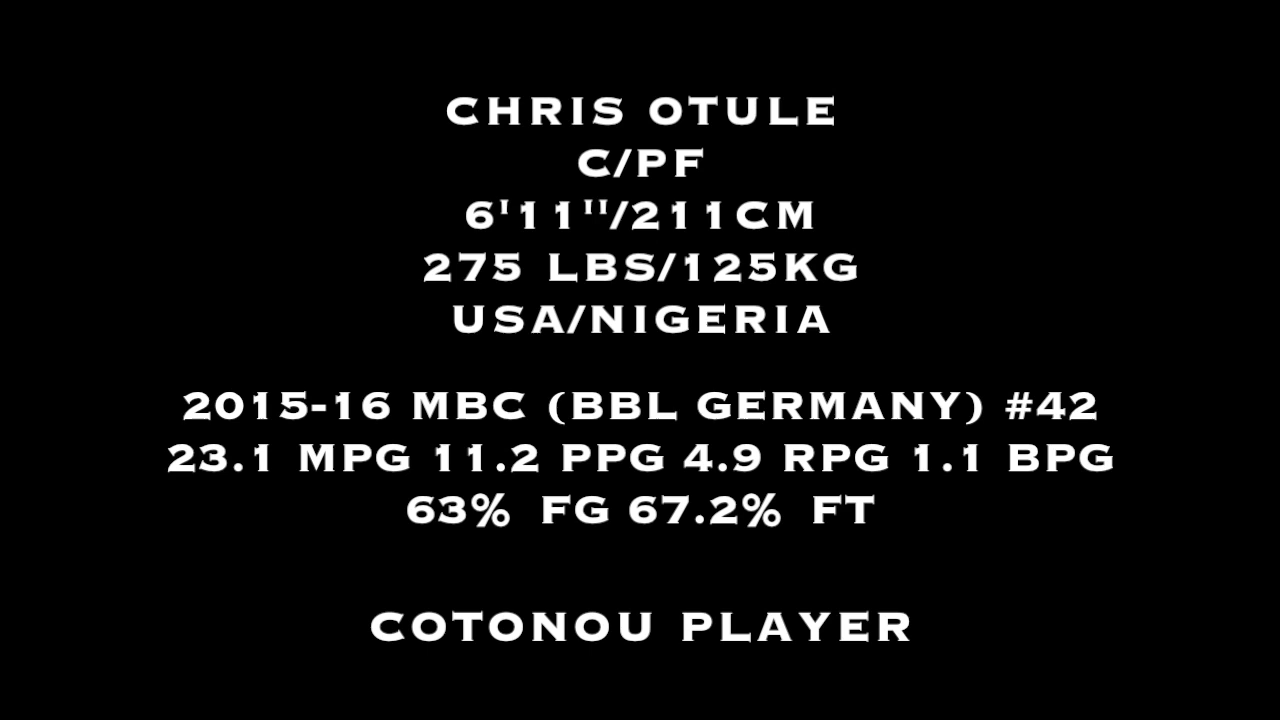 CHRIS OTULE
C/PF
6'11''/211CM
275 LBS/125KG
USA/NIGERIA
2015-16 MBC (BBL GERMANY) #42
23.1 MPG 11.2 PPG 4.9 RPG 1.1 BPG
63% FG 67.2% FT
COTONOU PLAYER